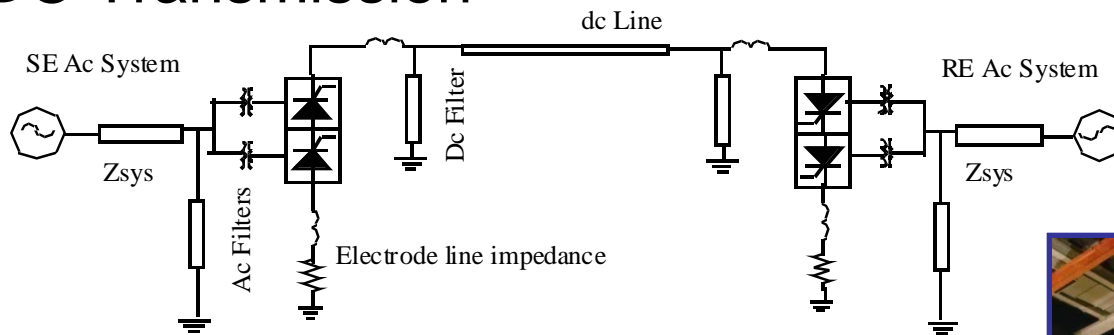 dc Line
SE Ac System
RE Ac System
Dc Filter
Zsys
Zsys
Ac Filters
Electrode line impedance